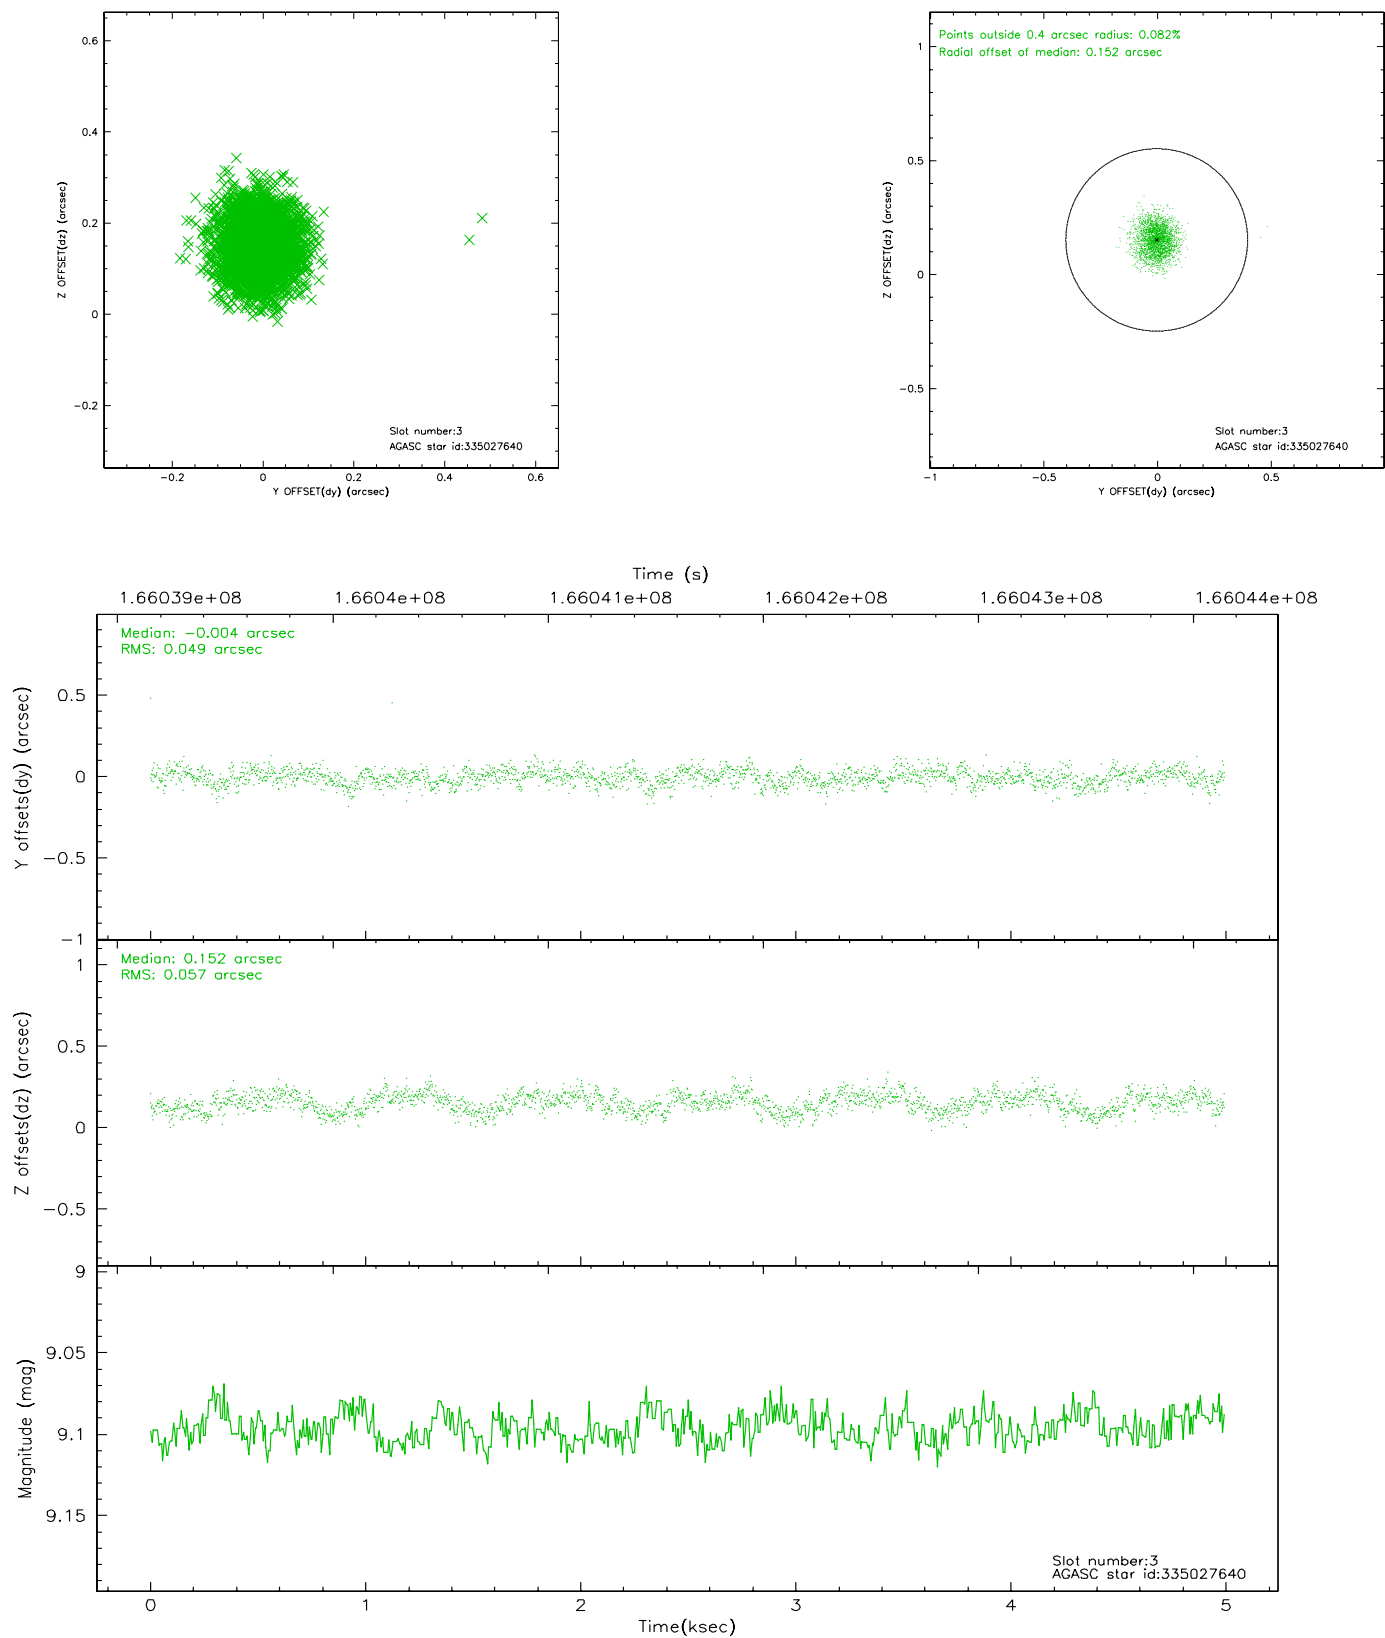 0.6
0.4
0.2
0
-0.2
Z OFFSET(dz) (arcsec)
Slot number:3
AGASC star id:335027640
-0.2 0 0.2 0.4 0.6
Y OFFSET(dy) (arcsec)
Points outside 0.4 arcsec radius: 0.082%
Radial offset of median: 0.152 arcsec
1
0.5
0
-0.5
Z OFFSET(dz) (arcsec)
Slot number:3
AGASC star id:335027640
-1 -0.5 0 0.5
Y OFFSET(dy) (arcsec)
Time (s)
1.66039e+08 1.6604e+08 1.66041e+08 1.66042e+08 1.66043e+08 1.66044e+08
Median: -0.004 arcsec
RMS: 0.049 arcsec
0.5
0
-0.5
-1
Y offsets(dy) (arcsec)
Median: 0.152 arcsec
RMS: 0.057 arcsec
1
0.5
0
-0.5
Z offsets(dz) (arcsec)
9
9.05
9.1
9.15
Magnitude (mag)
Slot number:3
AGASC star id:335027640
0 1 2 3 4 5
Time(ksec)